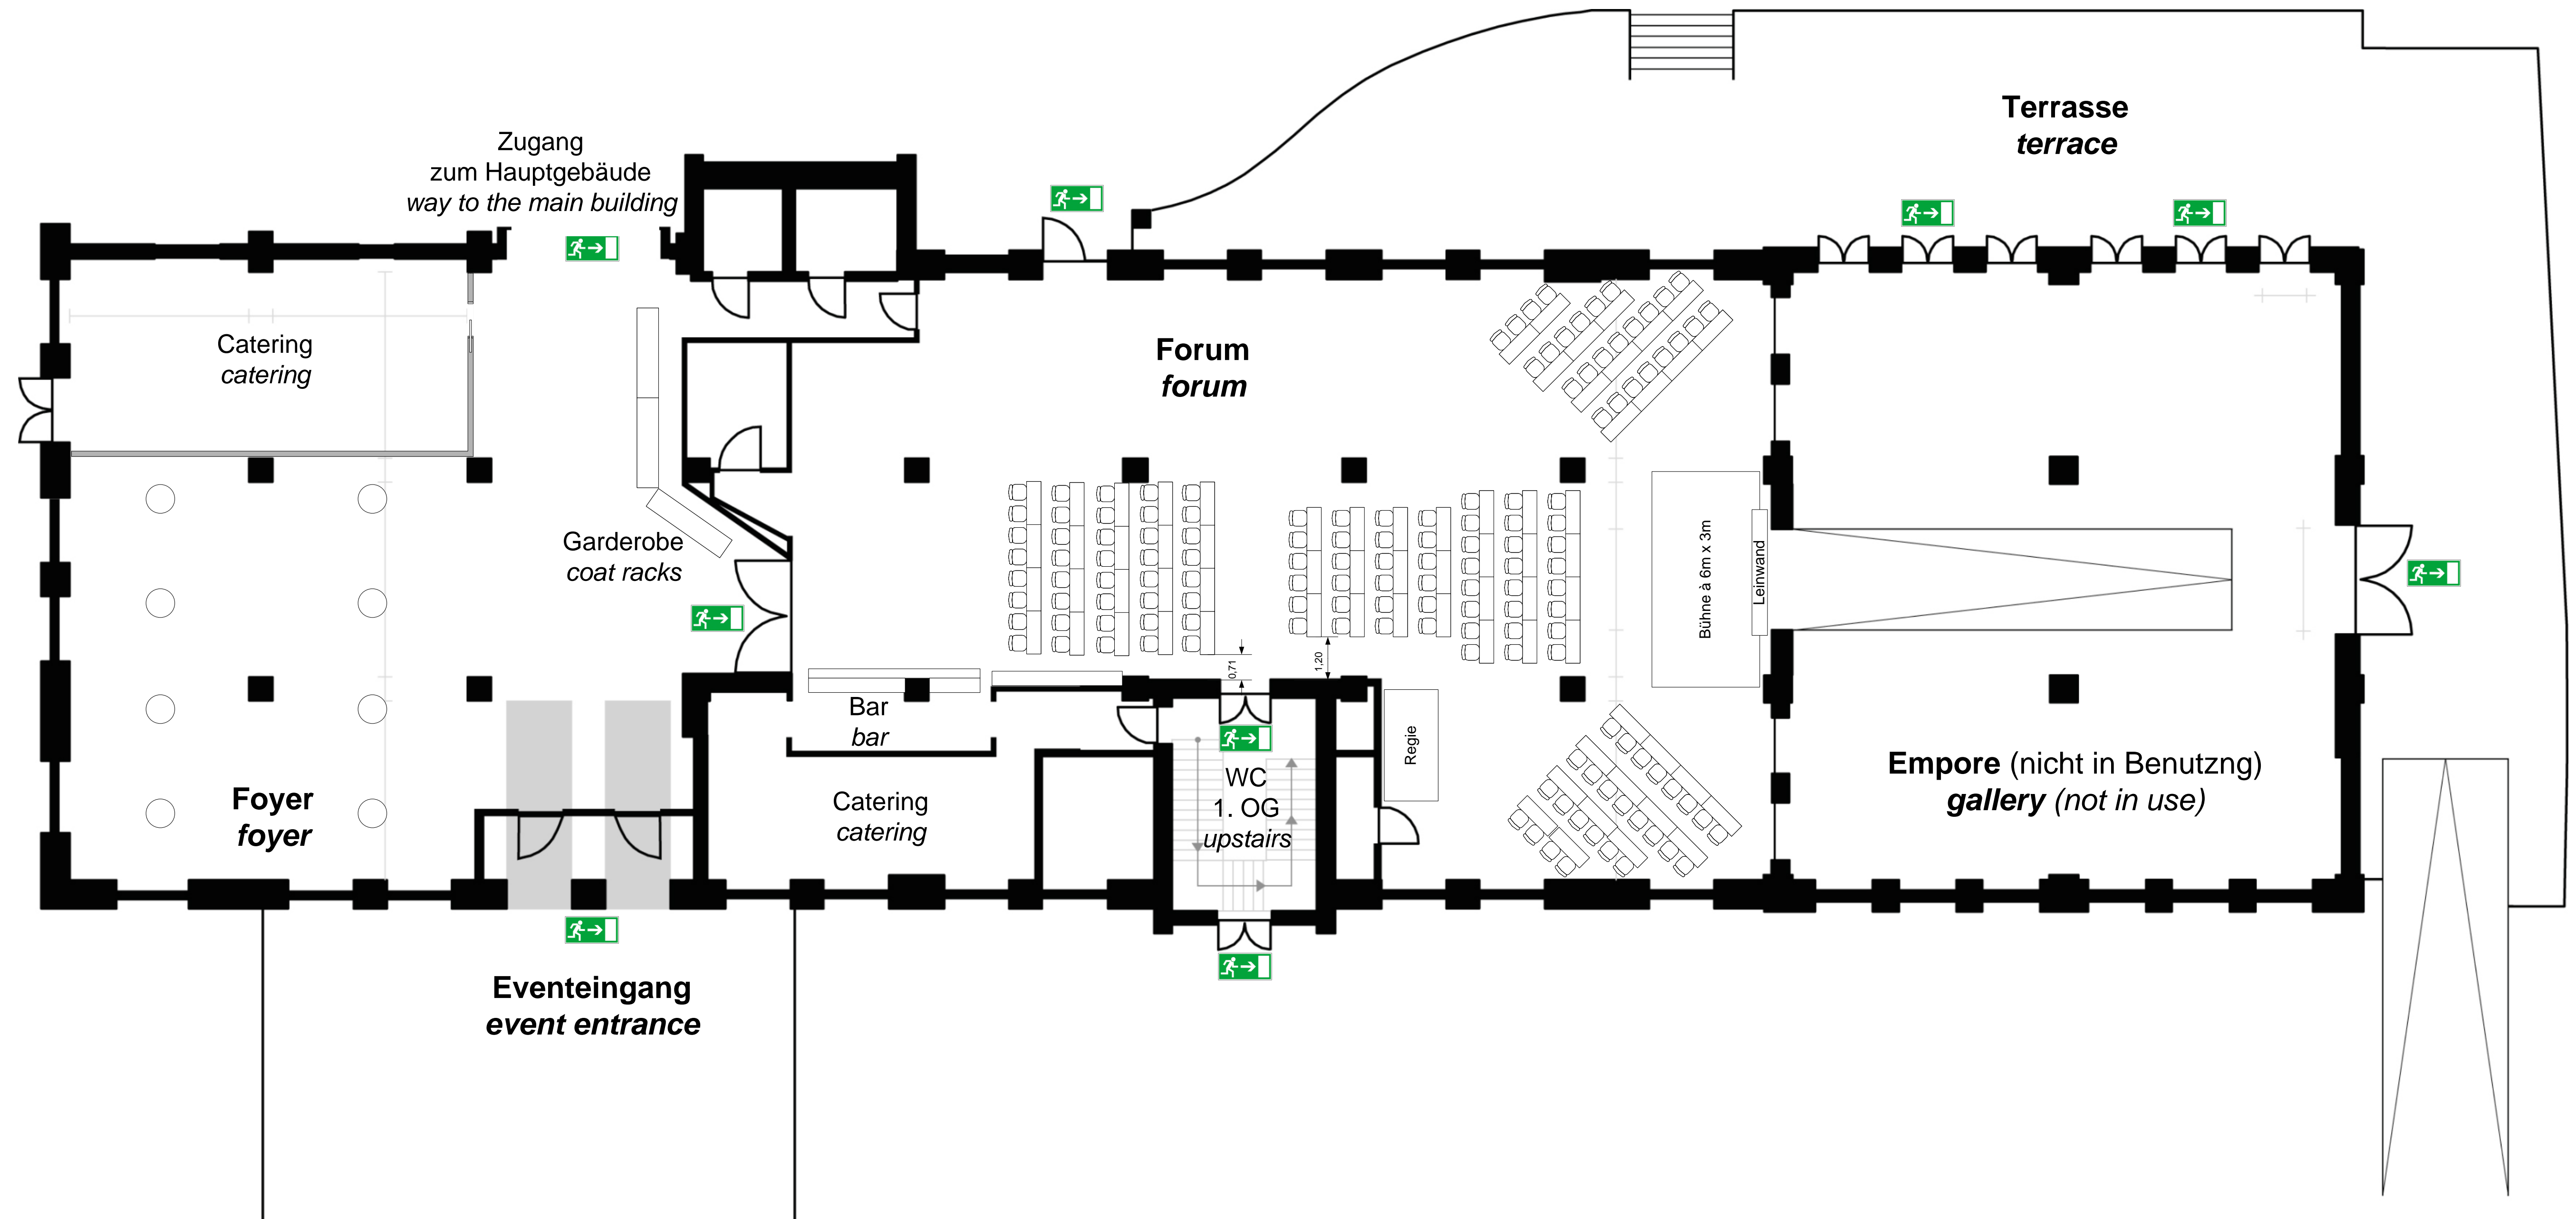 Terrasse
terrace
Zugang
zum Hauptgebäude
way to the main building
Catering
catering
Forum
forum
Garderobe
coat racks
Bühne à 6m x 3m
Leinwand
0,71
1,20
Bar
bar
Regie
WC
1. OG
upstairs
Catering
catering
Foyer
foyer
Empore (nicht in Benutzng)
gallery (not in use)
Eventeingang
event entrance